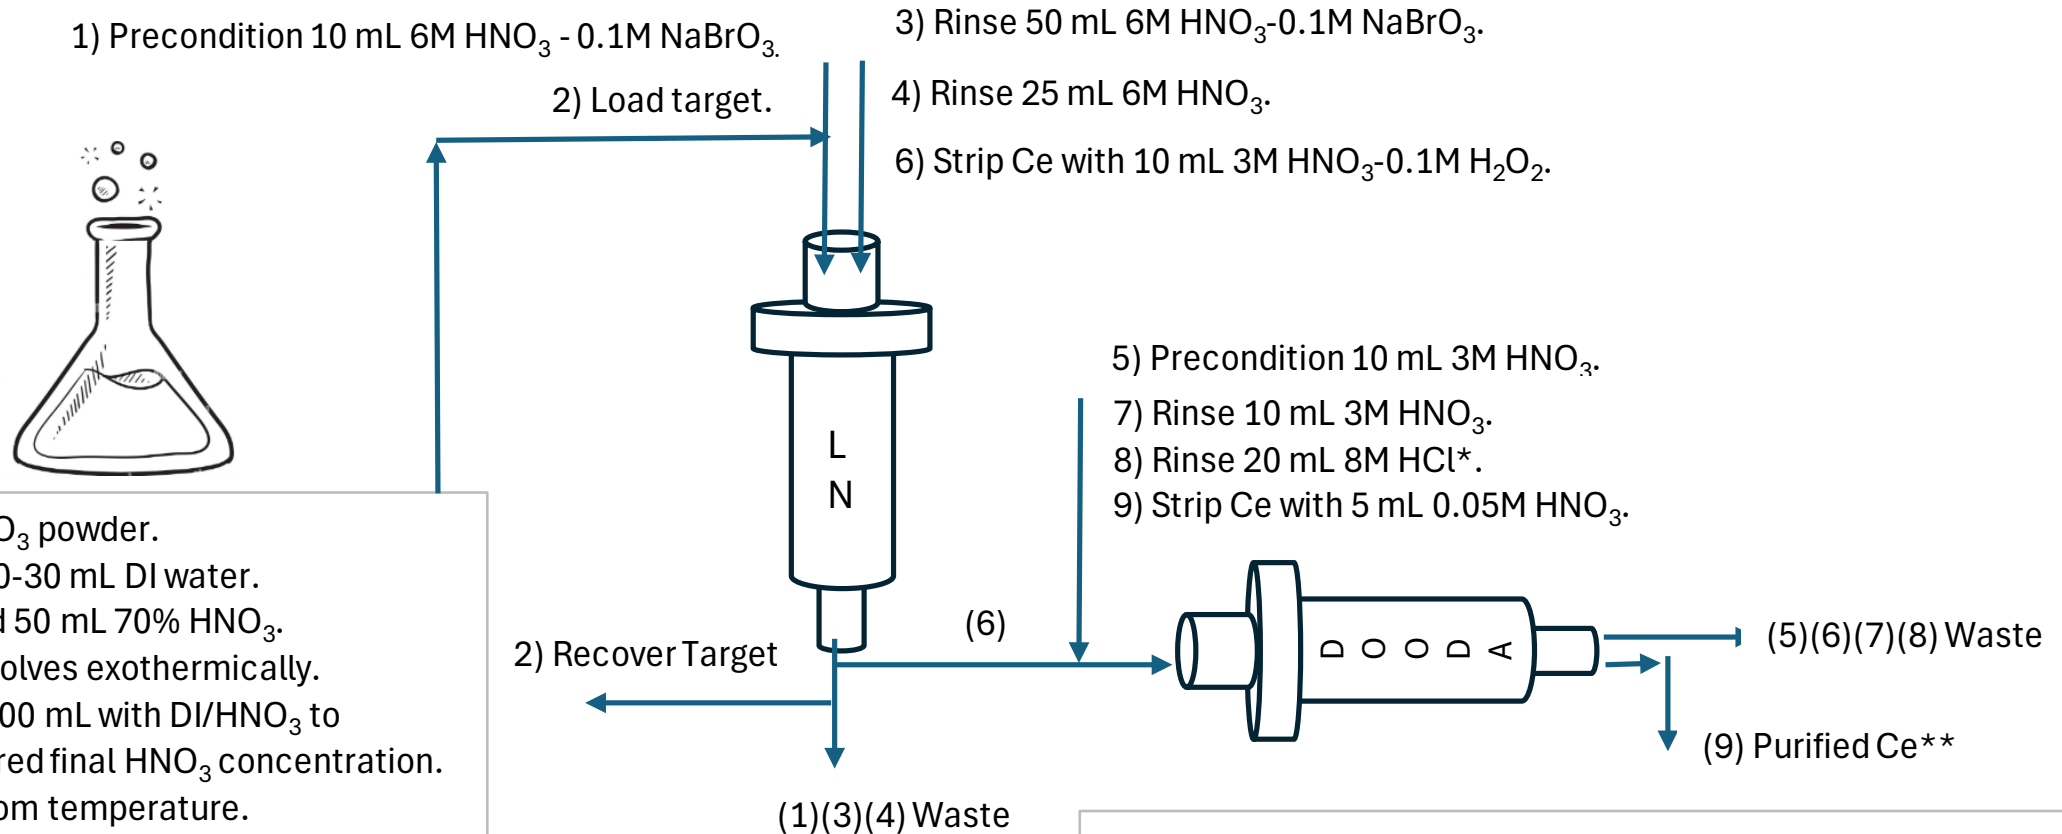 1) Precondition 10 mL 6M HNO₃ - 0.1M NaBrO₃.
2) Load target.
3) Rinse 50 mL 6M HNO₃-0.1M NaBrO₃.
4) Rinse 25 mL 6M HNO₃.
6) Strip Ce with 10 mL 3M HNO₃-0.1M H₂O₂.
L
N
5) Precondition 10 mL 3M HNO₃.
7) Rinse 10 mL 3M HNO₃.
8) Rinse 20 mL 8M HCl*.
9) Strip Ce with 5 mL 0.05M HNO₃.
O₃ powder.
0-30 mL DI water.
50 mL 70% HNO₃.
olves exothermically.
00 mL with DI/HNO₃ to
red final HNO₃ concentration.
om temperature.
2) Recover Target
(6)
D O O D A
(5)(6)(7)(8) Waste
(9) Purified Ce**
(1)(3)(4) Waste